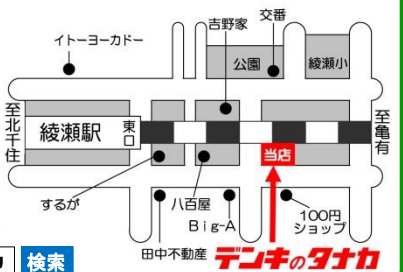 交番
吉野家
イトーヨーカドー
公園
綾瀬小
至北千住
綾瀬駅
東口
至亀有
当店
するが
八百屋
Big-A
100円
ショップ
田中不動産
デンキのタナカ
検索